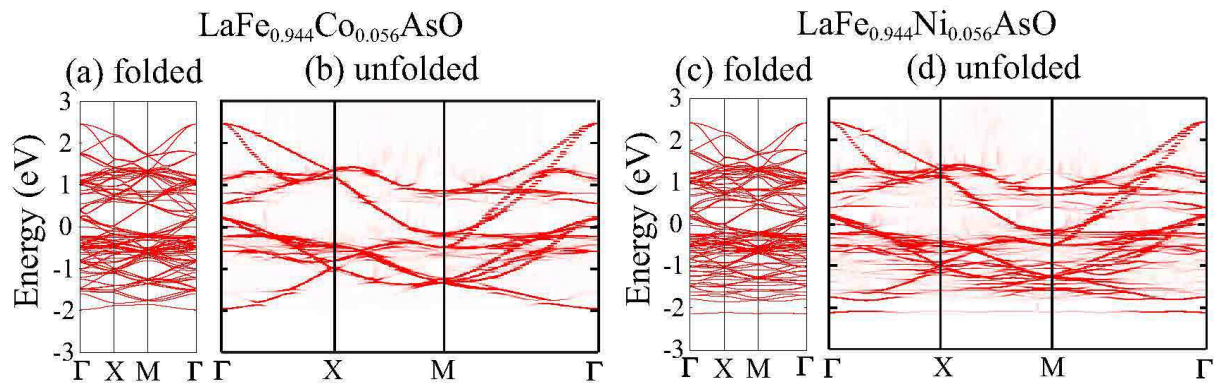 LaFe0.944Co0.056AsO
LaFe0.944Ni0.056AsO
(a) folded
(b) unfolded
(c) folded
(d) unfolded
Energy (eV)
3
2
1
0
-1
-2
-3
Γ X M Γ
Γ X M Γ
Energy (eV)
3
2
1
0
-1
-2
-3
Γ X M Γ
Γ X M Γ